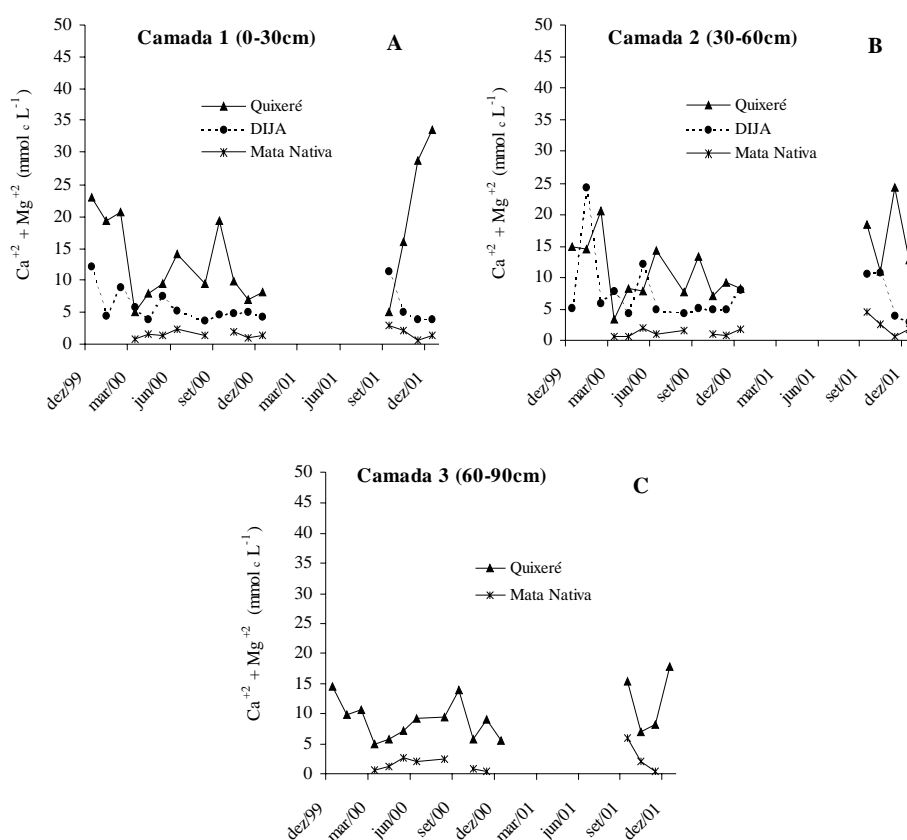 Camada 1 (0-30cm)
A
50
45
40
35
30
25
20
15
10
5
0
Ca+2 + Mg+2 (mmol c L-1)
Quixeré
DIJA
Mata Nativa
dez/99
mar/00
jun/00
set/00
dez/00
mar/01
jun/01
set/01
dez/01
Camada 2 (30-60cm)
B
50
45
40
35
30
25
20
15
10
5
0
Ca+2 + Mg+2 (mmol c L-1)
Quixeré
DIJA
Mata Nativa
dez/99
mar/00
jun/00
set/00
dez/00
mar/01
jun/01
set/01
dez/01
Camada 3 (60-90cm)
C
50
45
40
35
30
25
20
15
10
5
0
Ca+2 + Mg+2 (mmol c L-1)
Quixeré
Mata Nativa
dez/99
mar/00
jun/00
set/00
dez/00
mar/01
jun/01
set/01
dez/01